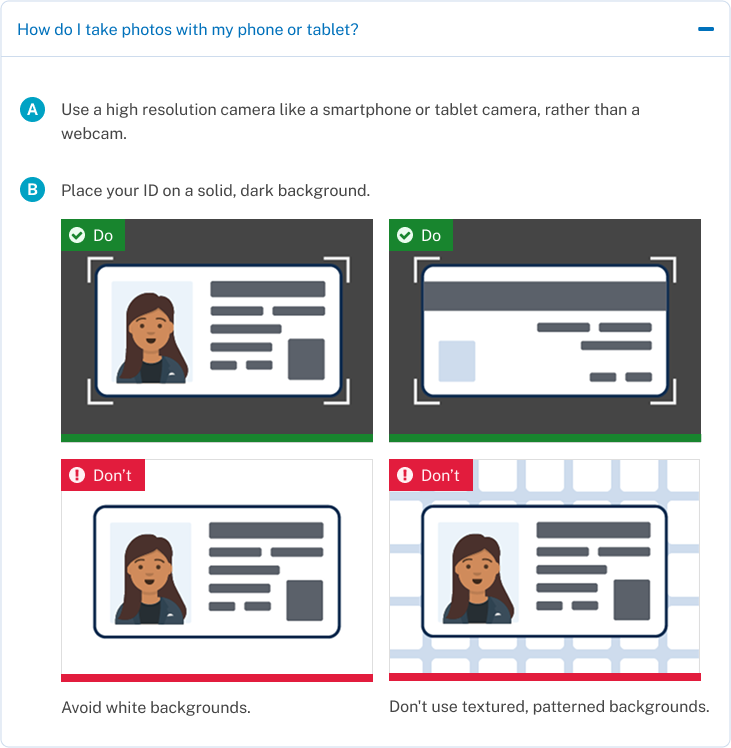 How do I take photos with my phone or tablet?
A Use a high resolution camera like a smartphone or tablet camera, rather than a
webcam.
B Place your ID on a solid, dark background.
Do
Do
Don't
Don't
Avoid white backgrounds.
Don't use textured, patterned backgrounds.